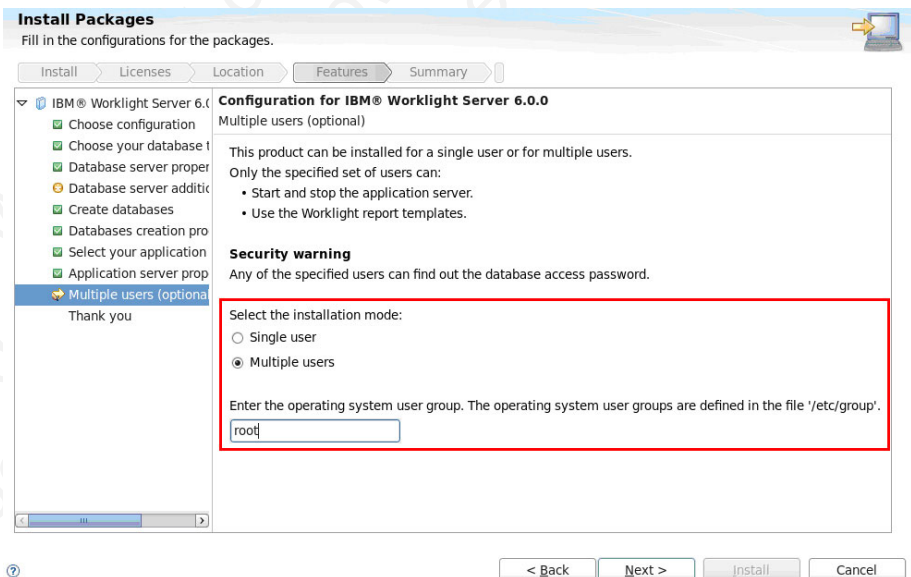 Install Packages
Fill in the configurations for the packages.
Install
Licenses
Location
Features
Summary
IBM® Worklight Server 6.(
Choose configuration
Choose your database t
Database server proper
Database server additic
Create databases
Databases creation pro
Select your application
Application server prop
Multiple users (optiona
Thank you
Configuration for IBM® Worklight Server 6.0.0
Multiple users (optional)
This product can be installed for a single user or for multiple users.
Only the specified set of users can:
• Start and stop the application server.
• Use the Worklight report templates.
Security warning
Any of the specified users can find out the database access password.
Select the installation mode:
Single user
Multiple users
Enter the operating system user group. The operating system user groups are defined in the file '/etc/group'.
root
?
< Back
Next >
Install
Cancel